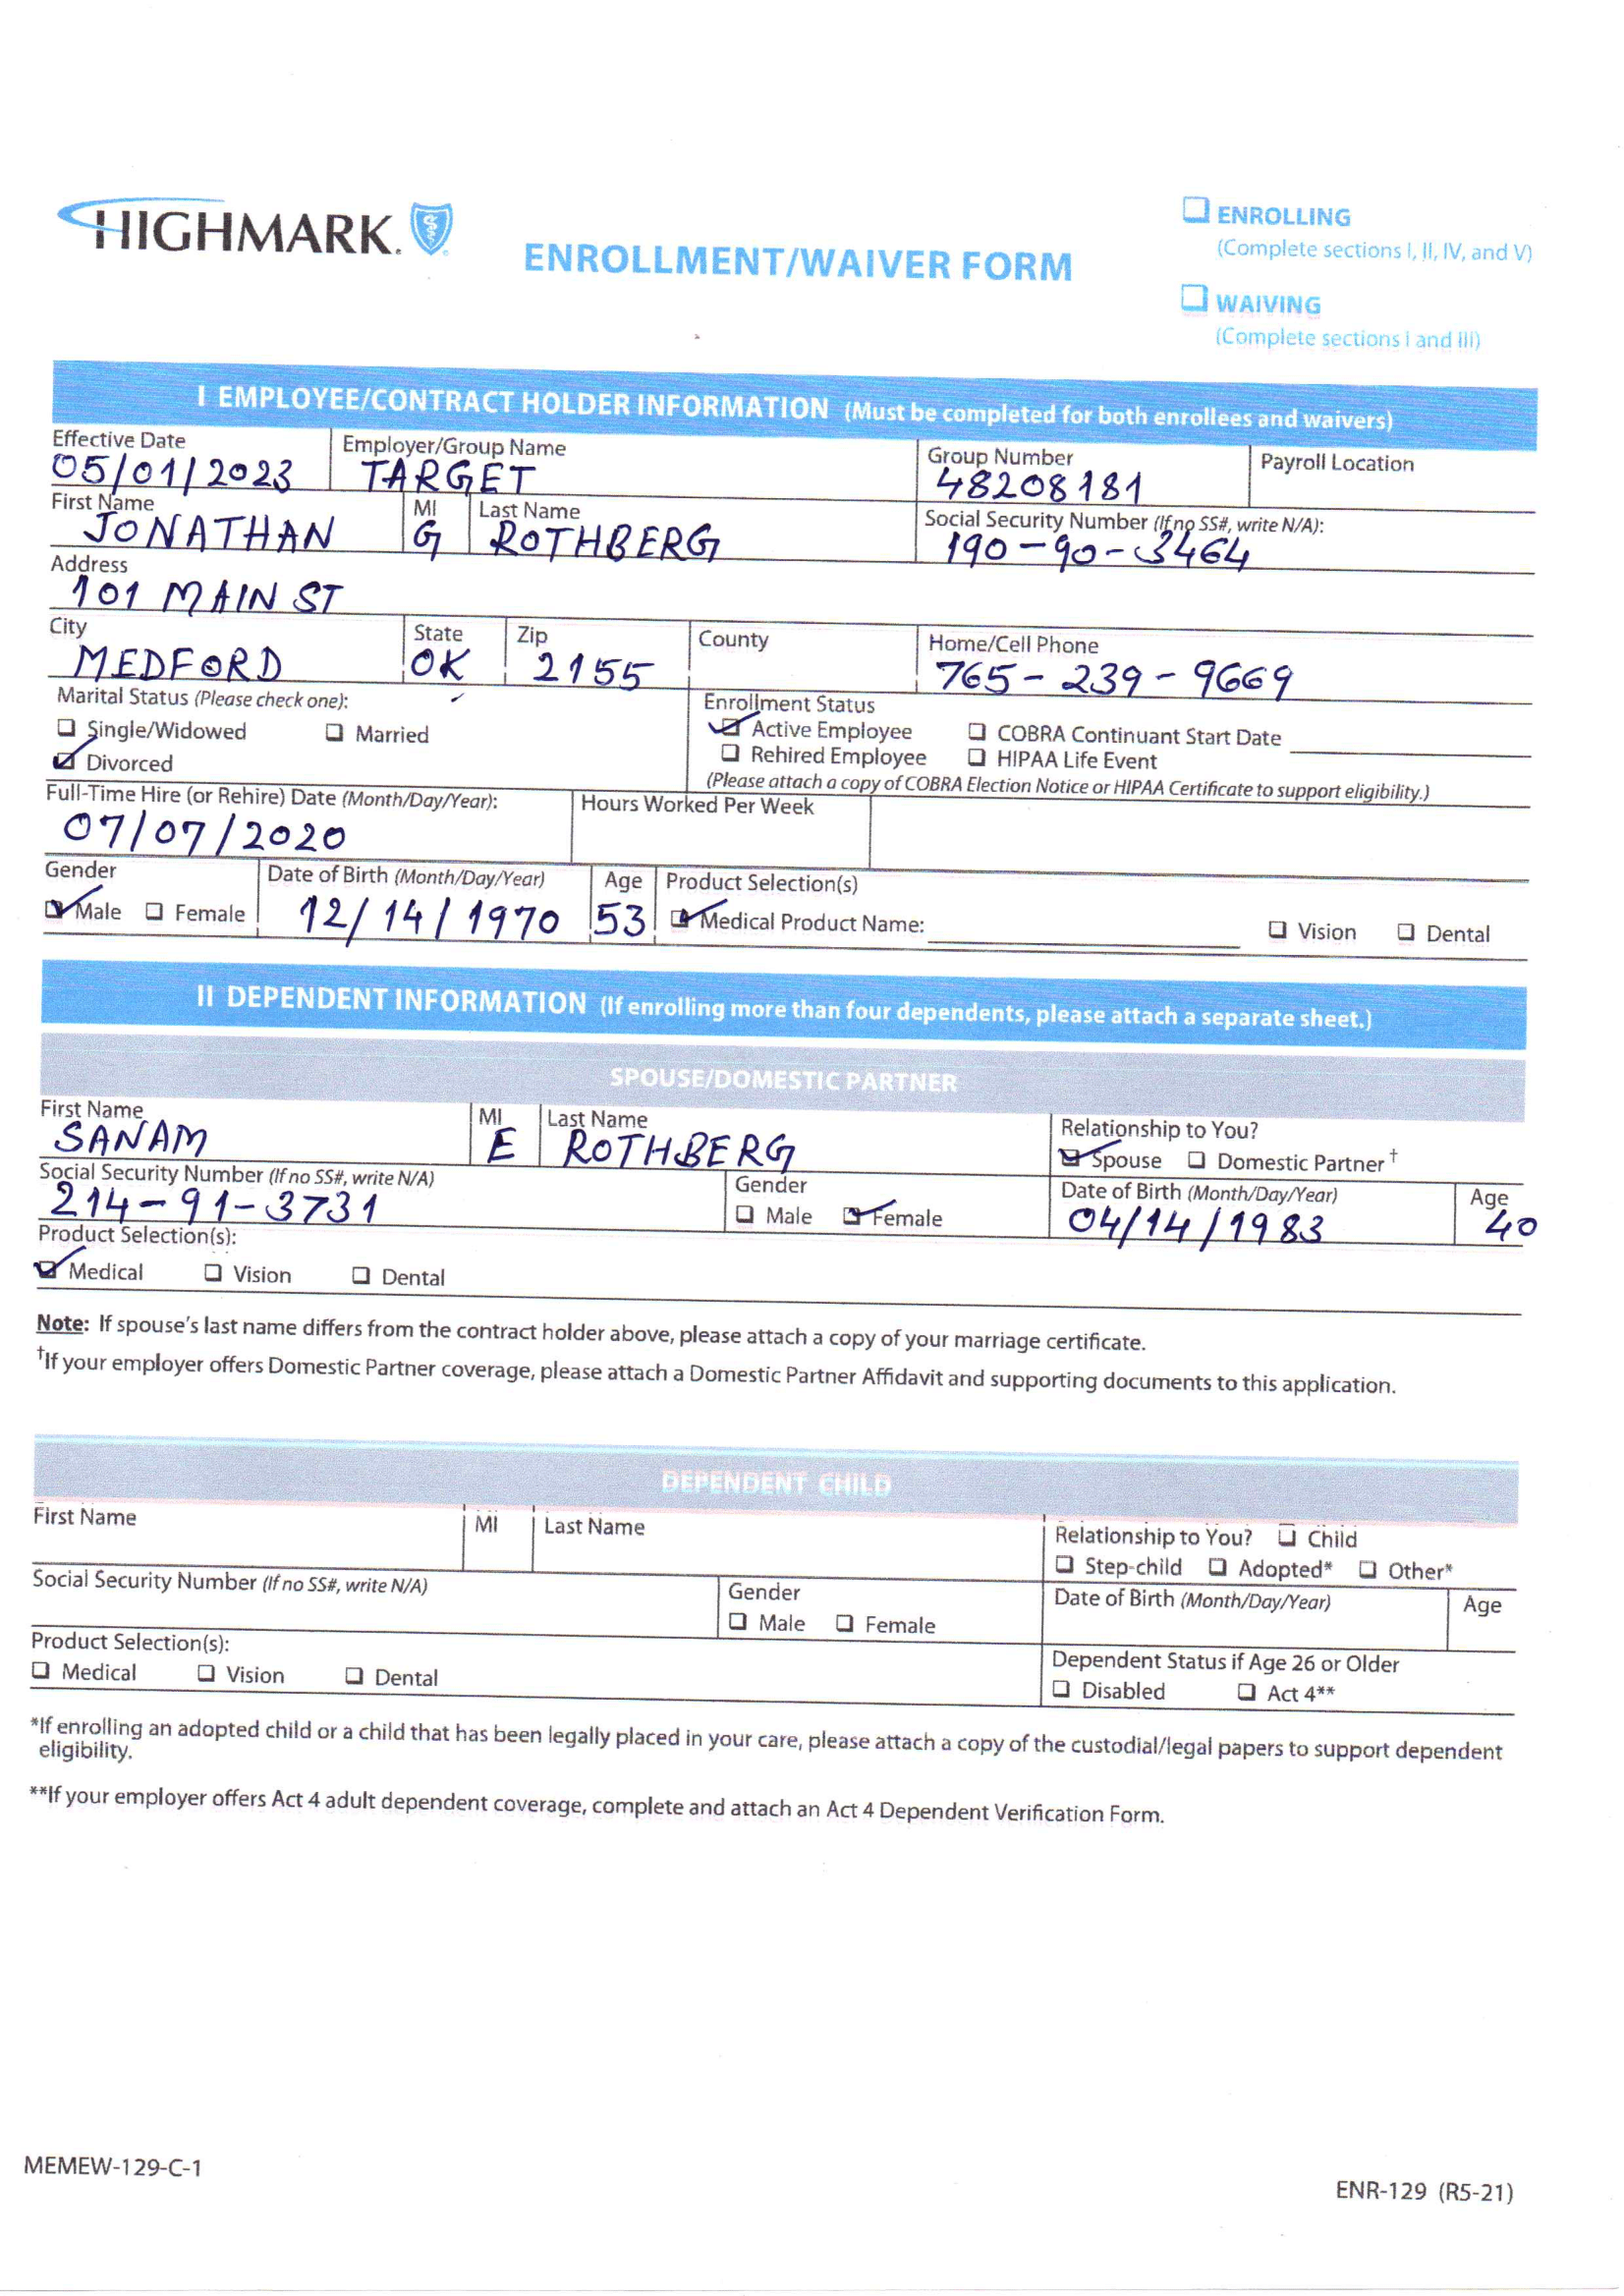 HIGHMARK.
ENROLLMENT/WAIVER FORM
❑ ENROLLING
(Complete sections I, II, IV, and V)
❑ WAIVING
(Complete sections I and III)
I EMPLOYEE/CONTRACT HOLDER INFORMATION (Must be completed for both enrollees and waivers)
Effective Date Employer/Group Name Group Number Payroll Location
05/01/2023 TARGET 48208181
First Name MI Last Name Social Security Number (If no SS#, write N/A):
JONATHAN G ROTHBERG 190-90-3464
Address
101 MAIN ST
City State Zip County Home/Cell Phone
MEDFORD OK 2155 765-239-9669
Marital Status (Please check one): Enrollment Status
❑ Single/Widowed ❑ Married ☑ Active Employee ❑ COBRA Continuant Start Date
☑ Divorced ❑ Rehired Employee ❑ HIPAA Life Event
(Please attach a copy of COBRA Election Notice or HIPAA Certificate to support eligibility.)
Full-Time Hire (or Rehire) Date (Month/Day/Year): Hours Worked Per Week
07/07/2020
Gender Date of Birth (Month/Day/Year) Age Product Selection(s)
☑ Male ❑ Female 12/14/1970 53 ☑ Medical Product Name: ❑ Vision ❑ Dental
II DEPENDENT INFORMATION (If enrolling more than four dependents, please attach a separate sheet.)
SPOUSE/DOMESTIC PARTNER
First Name MI Last Name Relationship to You?
SANAM E ROTHBERG ☑ Spouse ❑ Domestic Partner†
Social Security Number (If no SS#, write N/A) Gender Date of Birth (Month/Day/Year) Age
214-91-3731 ❑ Male ☑ Female 04/14/1983 40
Product Selection(s):
☑ Medical ❑ Vision ❑ Dental
Note: If spouse's last name differs from the contract holder above, please attach a copy of your marriage certificate.
†If your employer offers Domestic Partner coverage, please attach a Domestic Partner Affidavit and supporting documents to this application.
DEPENDENT CHILD
First Name MI Last Name Relationship to You? ❑ Child
❑ Step-child ❑ Adopted* ❑ Other*
Social Security Number (If no SS#, write N/A) Gender Date of Birth (Month/Day/Year) Age
❑ Male ❑ Female
Product Selection(s): Dependent Status if Age 26 or Older
❑ Medical ❑ Vision ❑ Dental ❑ Disabled ❑ Act 4**
*If enrolling an adopted child or a child that has been legally placed in your care, please attach a copy of the custodial/legal papers to support dependent
eligibility.
**If your employer offers Act 4 adult dependent coverage, complete and attach an Act 4 Dependent Verification Form.
MEMEW-129-C-1
ENR-129 (R5-21)